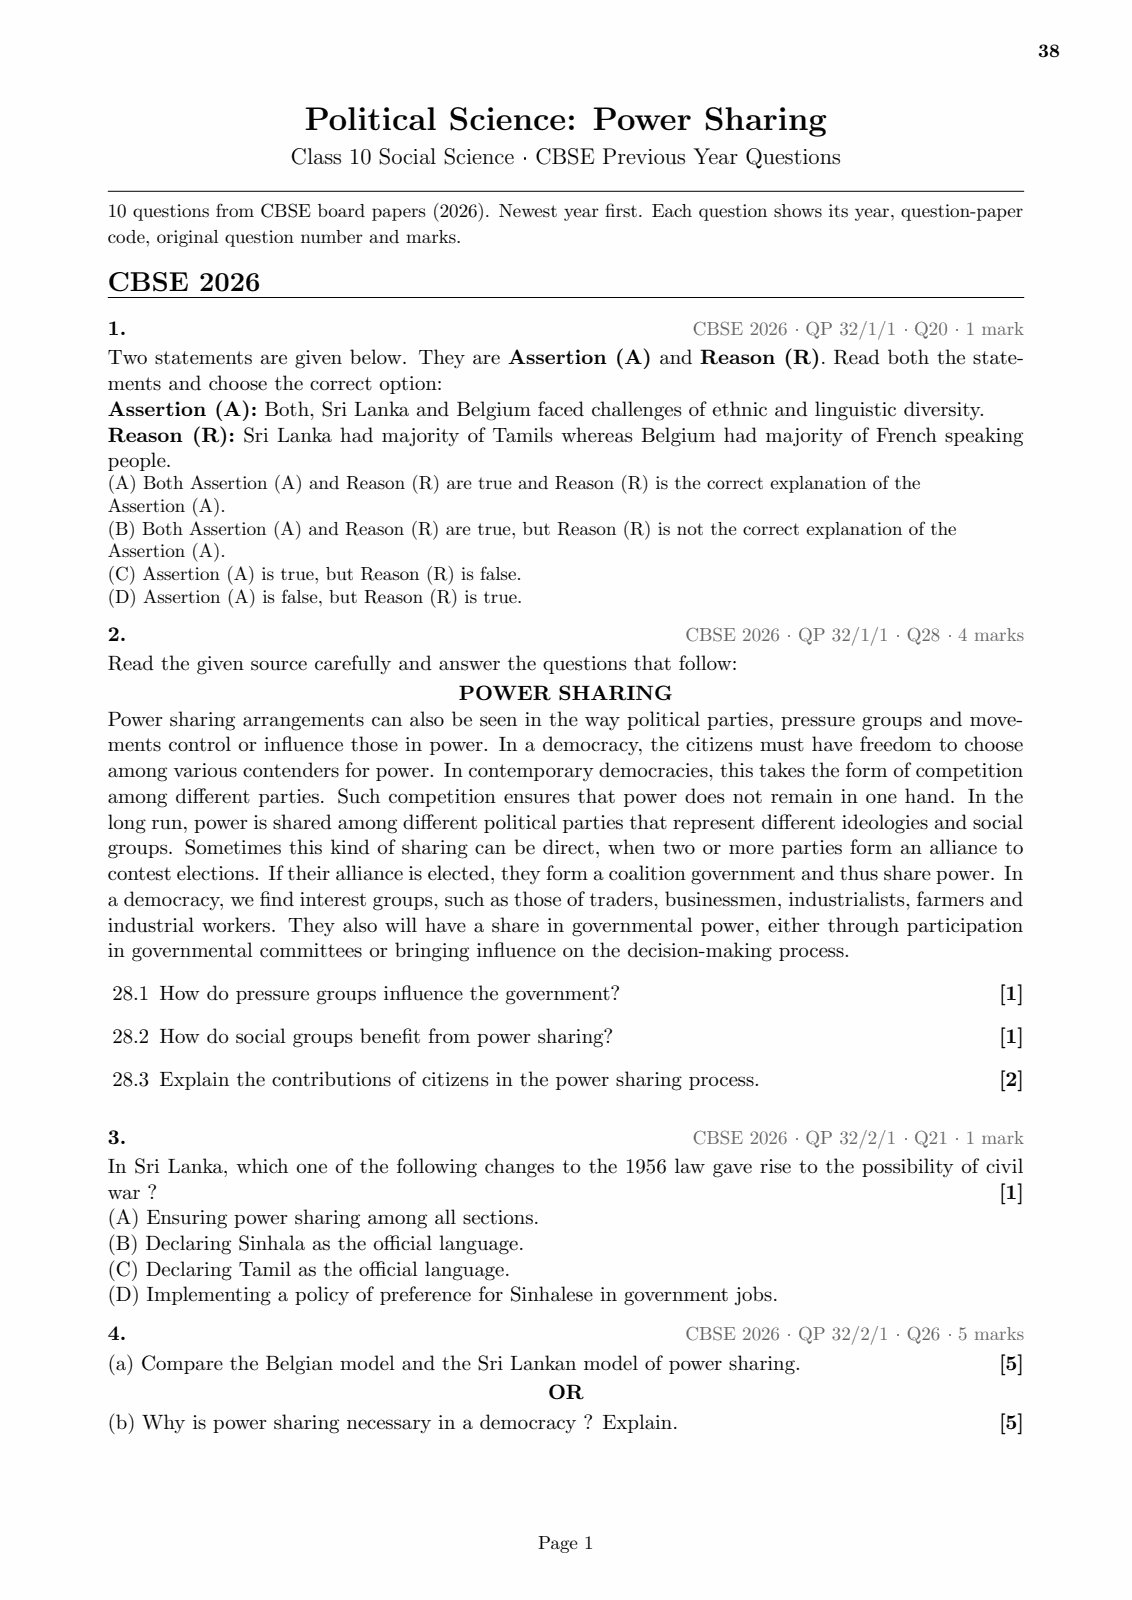 38
Political Science: Power Sharing
Class 10 Social Science · CBSE Previous Year Questions
10 questions from CBSE board papers (2026). Newest year first. Each question shows its year, question-paper
code, original question number and marks.
CBSE 2026
1. CBSE 2026 · QP 32/1/1 · Q20 · 1 mark
Two statements are given below. They are Assertion (A) and Reason (R). Read both the state-
ments and choose the correct option:
Assertion (A): Both, Sri Lanka and Belgium faced challenges of ethnic and linguistic diversity.
Reason (R): Sri Lanka had majority of Tamils whereas Belgium had majority of French speaking
people.
(A) Both Assertion (A) and Reason (R) are true and Reason (R) is the correct explanation of the
Assertion (A).
(B) Both Assertion (A) and Reason (R) are true, but Reason (R) is not the correct explanation of the
Assertion (A).
(C) Assertion (A) is true, but Reason (R) is false.
(D) Assertion (A) is false, but Reason (R) is true.
2. CBSE 2026 · QP 32/1/1 · Q28 · 4 marks
Read the given source carefully and answer the questions that follow:
POWER SHARING
Power sharing arrangements can also be seen in the way political parties, pressure groups and move-
ments control or influence those in power. In a democracy, the citizens must have freedom to choose
among various contenders for power. In contemporary democracies, this takes the form of competition
among different parties. Such competition ensures that power does not remain in one hand. In the
long run, power is shared among different political parties that represent different ideologies and social
groups. Sometimes this kind of sharing can be direct, when two or more parties form an alliance to
contest elections. If their alliance is elected, they form a coalition government and thus share power. In
a democracy, we find interest groups, such as those of traders, businessmen, industrialists, farmers and
industrial workers. They also will have a share in governmental power, either through participation
in governmental committees or bringing influence on the decision-making process.
28.1 How do pressure groups influence the government? [1]
28.2 How do social groups benefit from power sharing? [1]
28.3 Explain the contributions of citizens in the power sharing process. [2]
3. CBSE 2026 · QP 32/2/1 · Q21 · 1 mark
In Sri Lanka, which one of the following changes to the 1956 law gave rise to the possibility of civil
war ? [1]
(A) Ensuring power sharing among all sections.
(B) Declaring Sinhala as the official language.
(C) Declaring Tamil as the official language.
(D) Implementing a policy of preference for Sinhalese in government jobs.
4. CBSE 2026 · QP 32/2/1 · Q26 · 5 marks
(a) Compare the Belgian model and the Sri Lankan model of power sharing. [5]
OR
(b) Why is power sharing necessary in a democracy ? Explain. [5]
Page 1